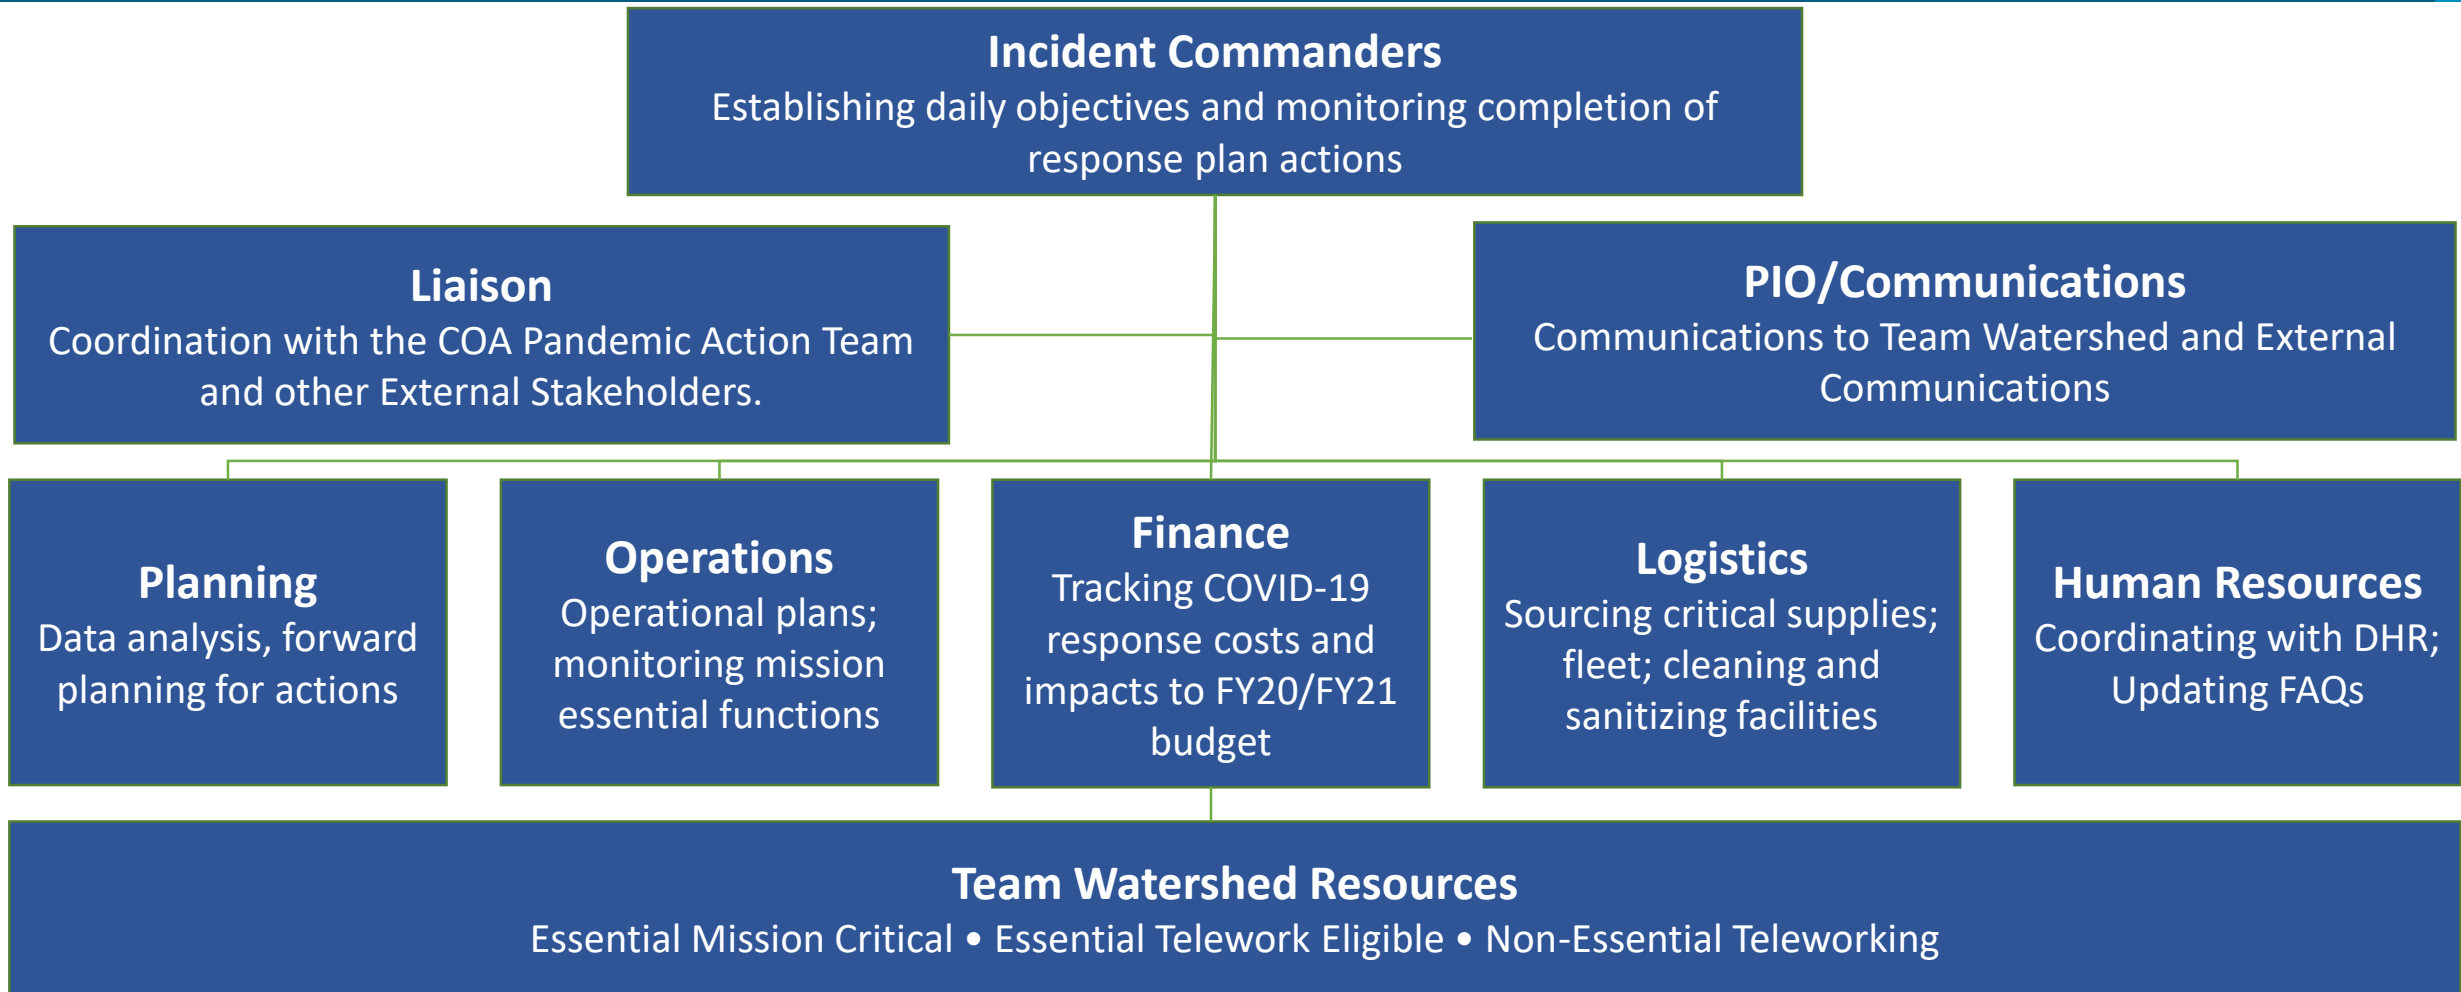 Incident Commanders
Establishing daily objectives and monitoring completion of
response plan actions
Liaison
Coordination with the COA Pandemic Action Team
and other External Stakeholders.
PIO/Communications
Communications to Team Watershed and External
Communications
Planning
Data analysis, forward
planning for actions
Operations
Operational plans;
monitoring mission
essential functions
Finance
Tracking COVID-19
response costs and
impacts to FY20/FY21
budget
Logistics
Sourcing critical supplies;
fleet; cleaning and
sanitizing facilities
Human Resources
Coordinating with DHR;
Updating FAQs
Team Watershed Resources
Essential Mission Critical • Essential Telework Eligible • Non-Essential Teleworking